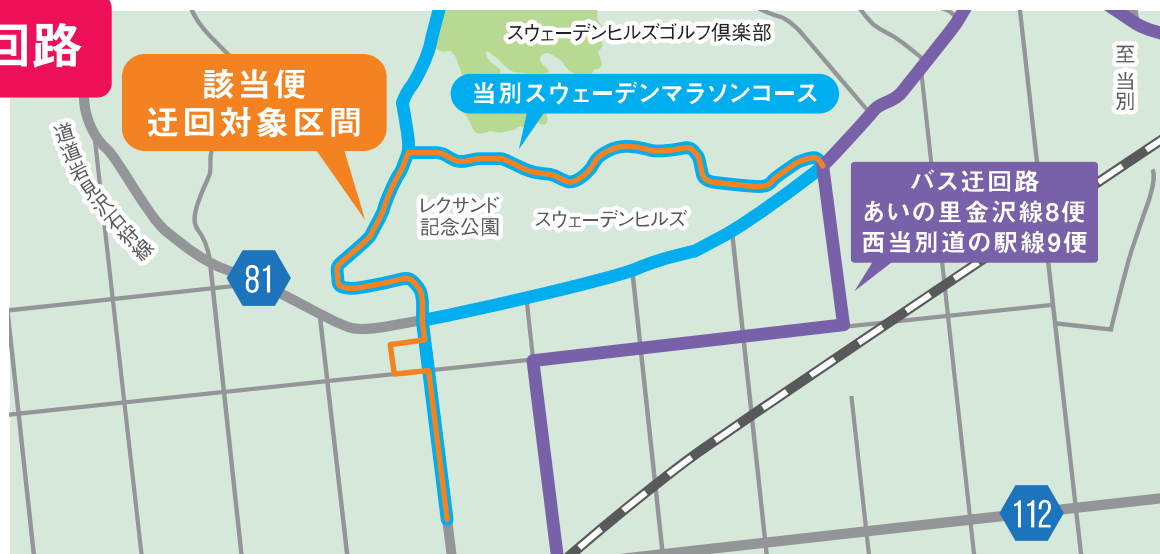 回路
スウェーデンヒルズゴルフ倶楽部
至当別
該当便
迂回対象区間
当別スウェーデンマラソンコース
道道岩見沢石狩線
レクサンド
記念公園
スウェーデンヒルズ
バス迂回路
あいの里金沢線8便
西当別道の駅線9便
81
112